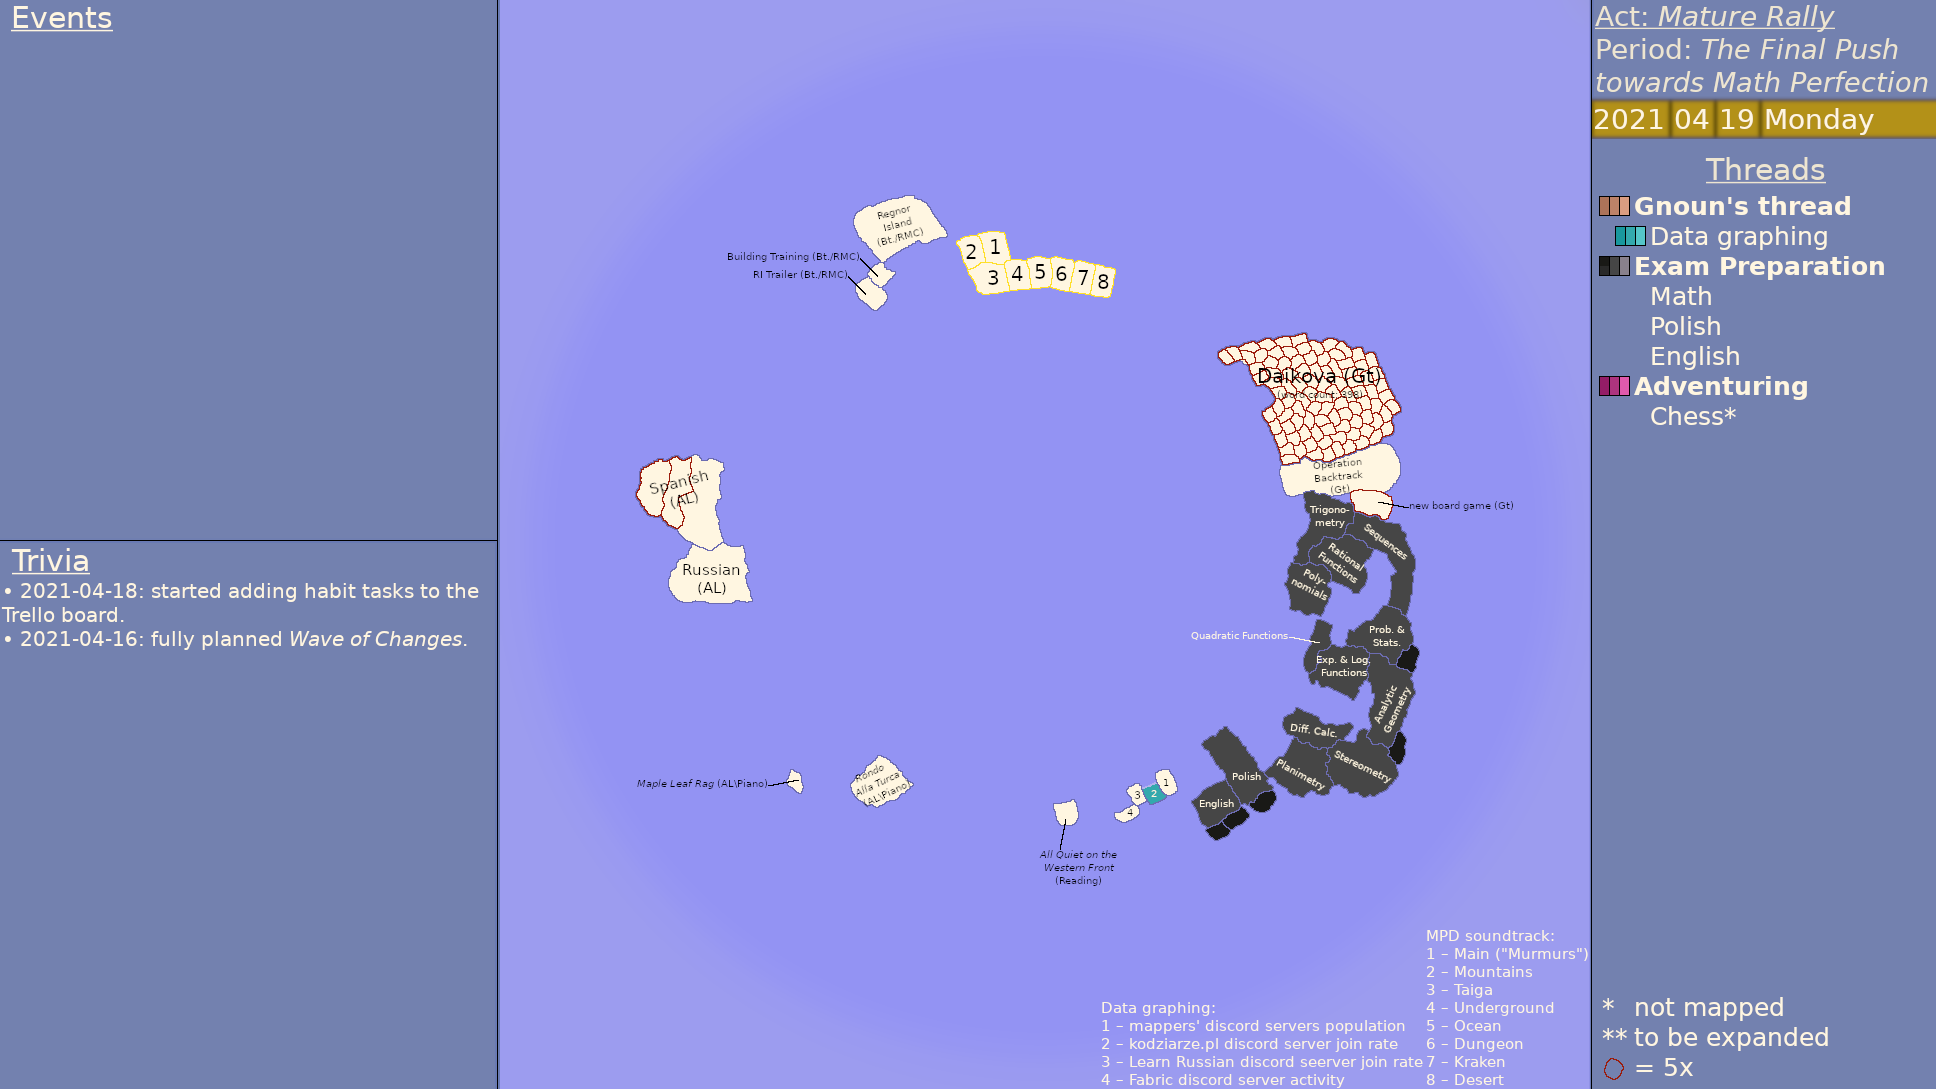 Events
Trivia
• 2021-04-18: started adding habit tasks to the
Trello board.
• 2021-04-16: fully planned Wave of Changes.
Regnor
Island
(Bt./RMC)
Building Training (Bt./RMC)
RI Trailer (Bt./RMC)
2 1
3 4 5 6 7 8
Daikova (Gt)
(word count: 398)
Operation
Backtrack
(Gt)
new board game (Gt)
Trigono-
metry
Sequences
Rational
Functions
Poly-
nomials
Quadratic Functions
Prob. &
Stats.
Exp. & Log.
Functions
Analytic
Geometry
Diff. Calc.
Stereometry
Planimetry
Polish
English
Spanish
(AL)
Russian
(AL)
Maple Leaf Rag (AL\Piano)
Rondo
Alla Turca
(AL\Piano)
1
2
3
4
All Quiet on the
Western Front
(Reading)
Data graphing:
1 – mappers' discord servers population
2 – kodziarze.pl discord server join rate
3 – Learn Russian discord seerver join rate
4 – Fabric discord server activity
MPD soundtrack:
1 – Main ("Murmurs")
2 – Mountains
3 – Taiga
4 – Underground
5 – Ocean
6 – Dungeon
7 – Kraken
8 – Desert
Act: Mature Rally
Period: The Final Push
towards Math Perfection
2021 04 19 Monday
Threads
Gnoun's thread
Data graphing
Exam Preparation
Math
Polish
English
Adventuring
Chess*
* not mapped
** to be expanded
= 5x